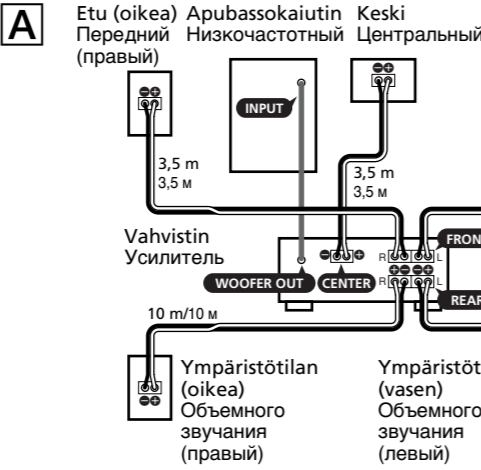 A
Etu (oikea)
Передний
(правый)
Apubassokaiutin
Низкочастотный
Keski
Центральный
INPUT
3,5 m
3,5 м
3,5 m
3,5 м
Vahvistin
Усилитель
WOOFER OUT
CENTER
R
L
FRON
R
L
REAR
10 m/10 м
Ympäristötilan
(oikea)
Объемного
звучания
(правый)
Ympäristöt
(vasen)
Объемного
звучания
(левый)